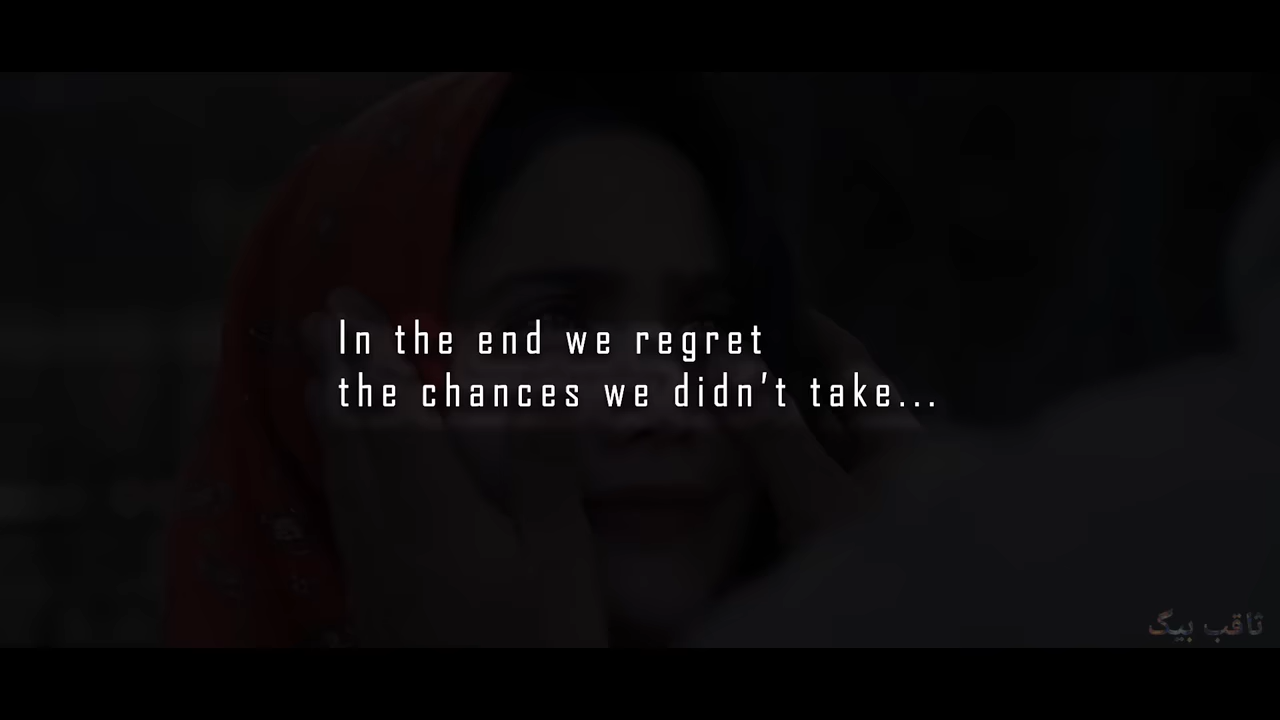 In the end we regret
the chances we didn't take...
ثاقب بیگ